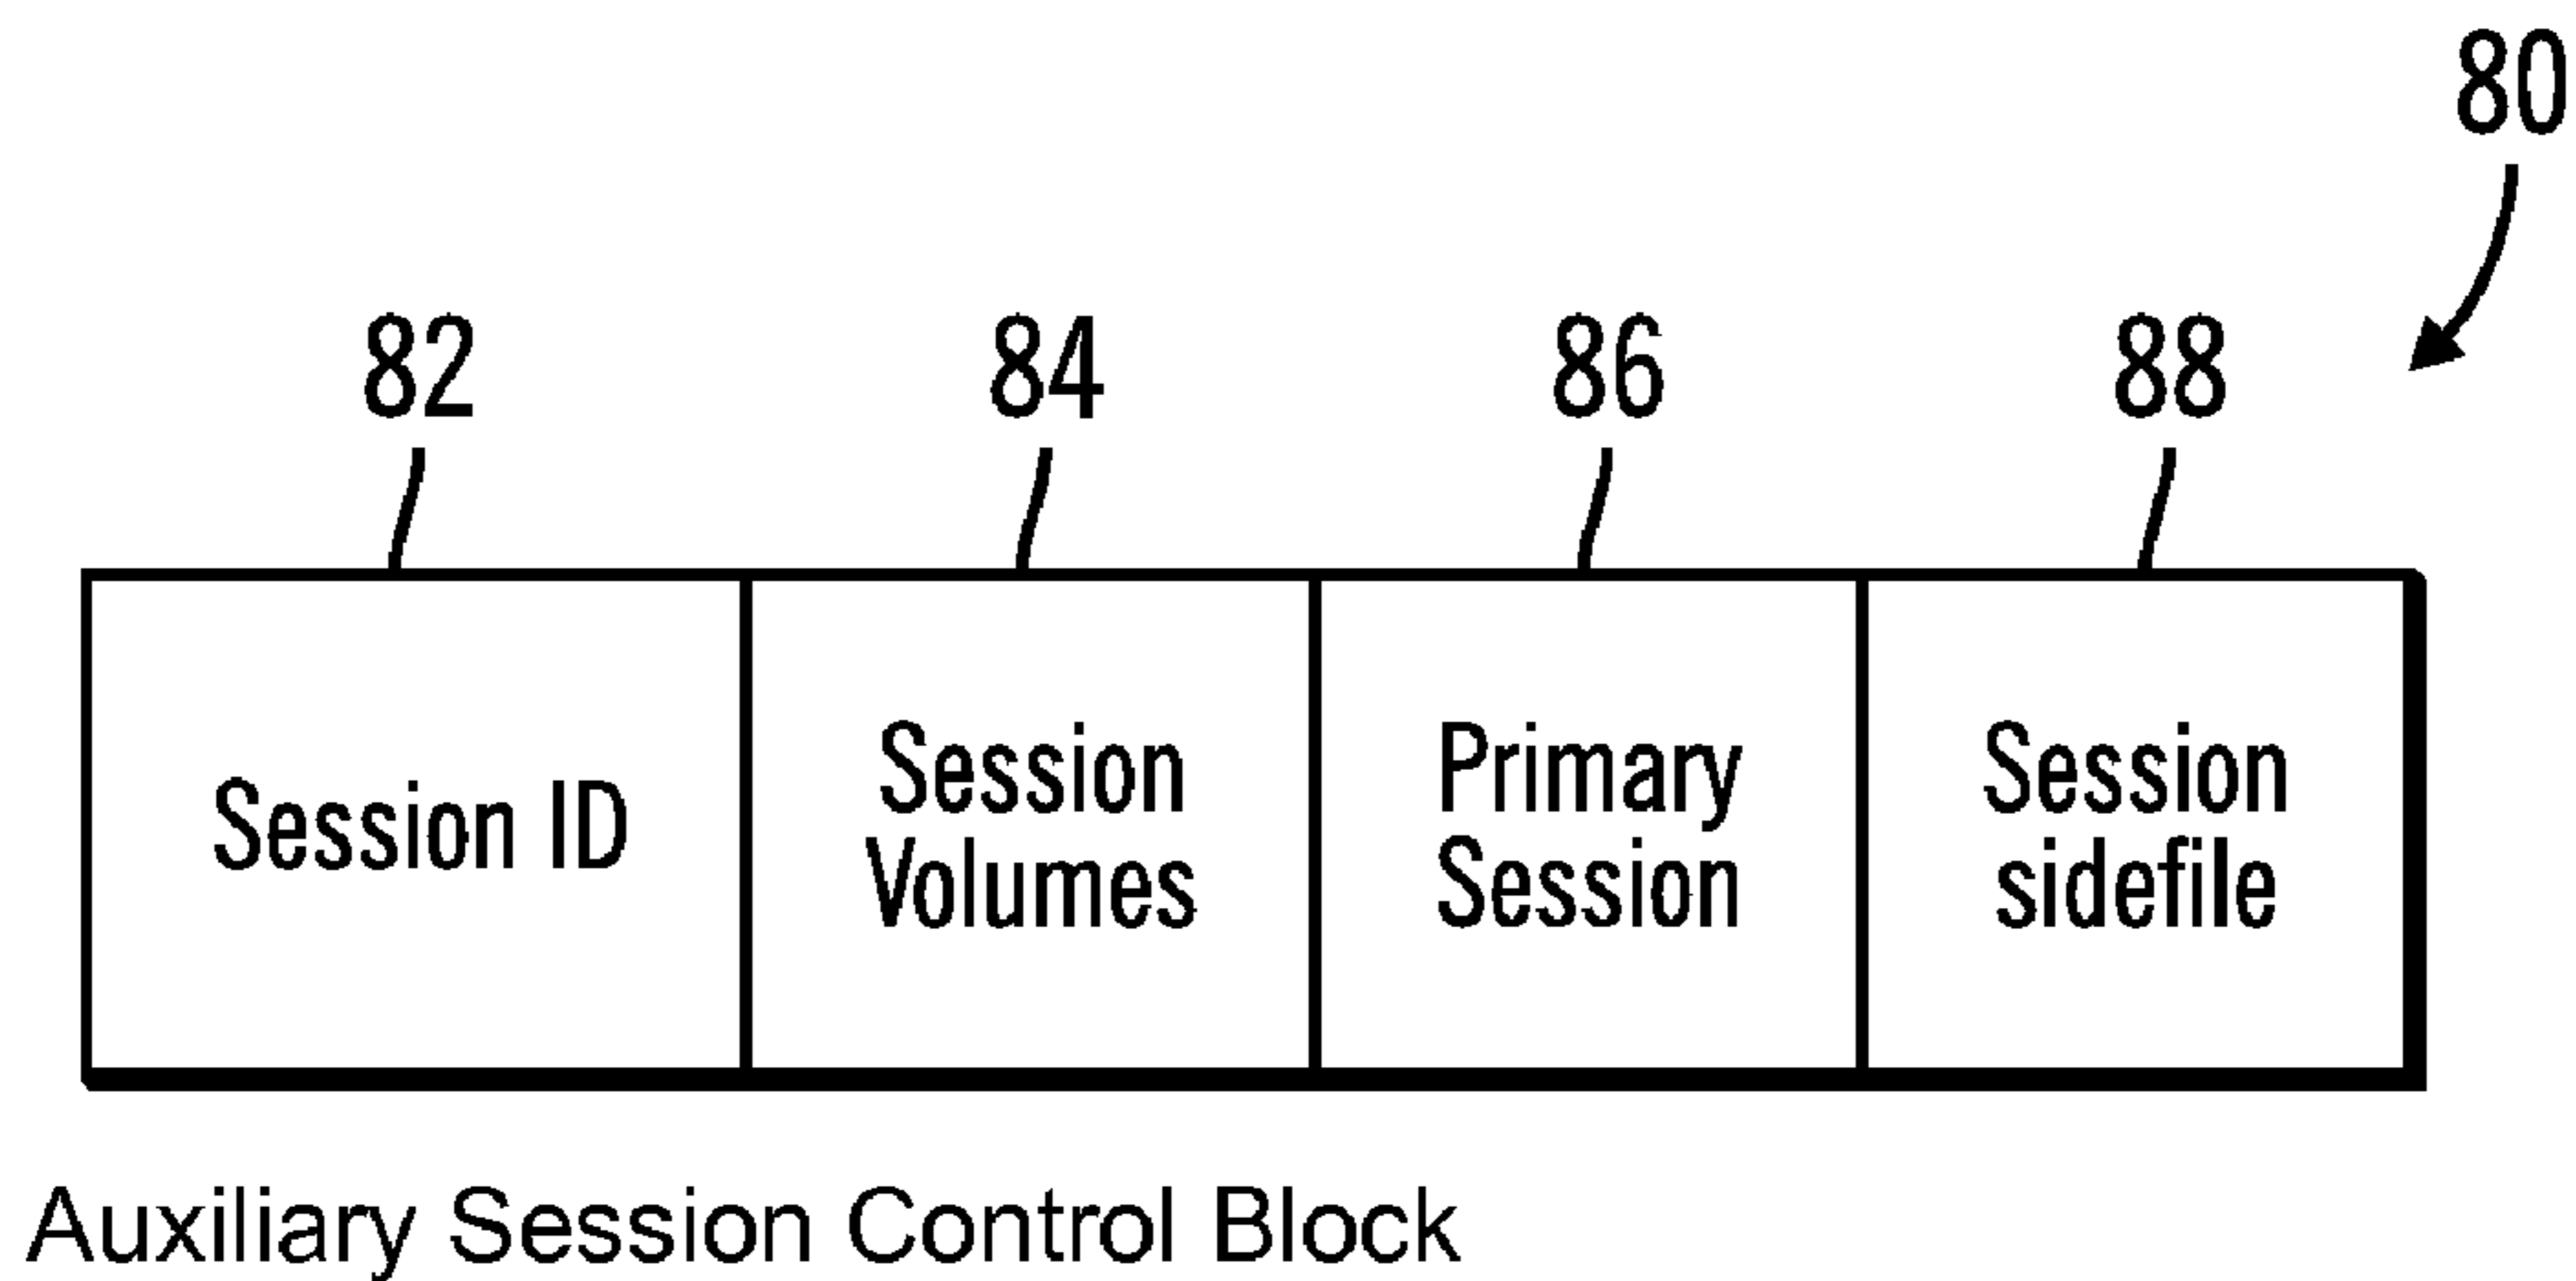 80
82 84 86 88
Session ID
Session
Volumes
Primary
Session
Session
sidefile
Auxiliary Session Control Block